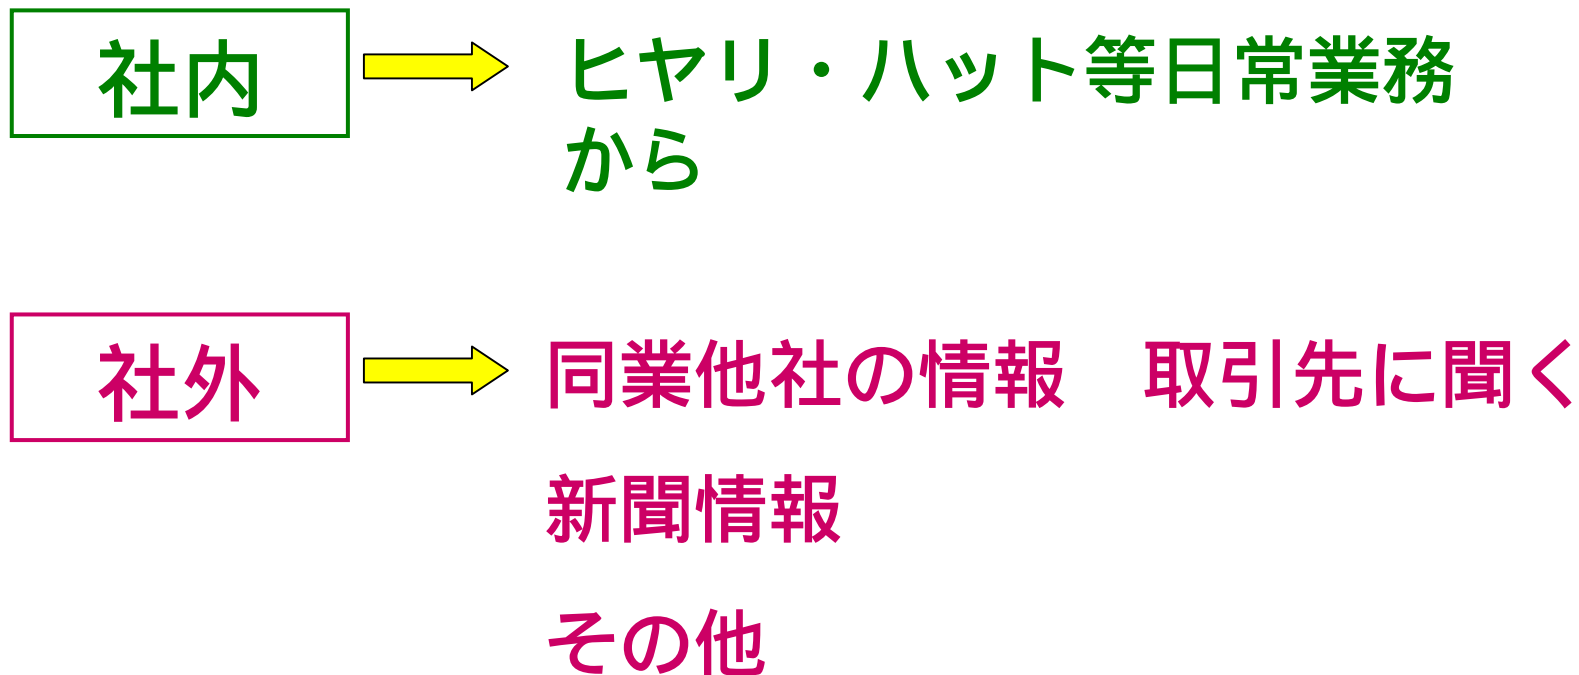 社内
ヒヤリ・ハット等日常業務
から
社外
同業他社の情報　取引先に聞く
新聞情報
その他